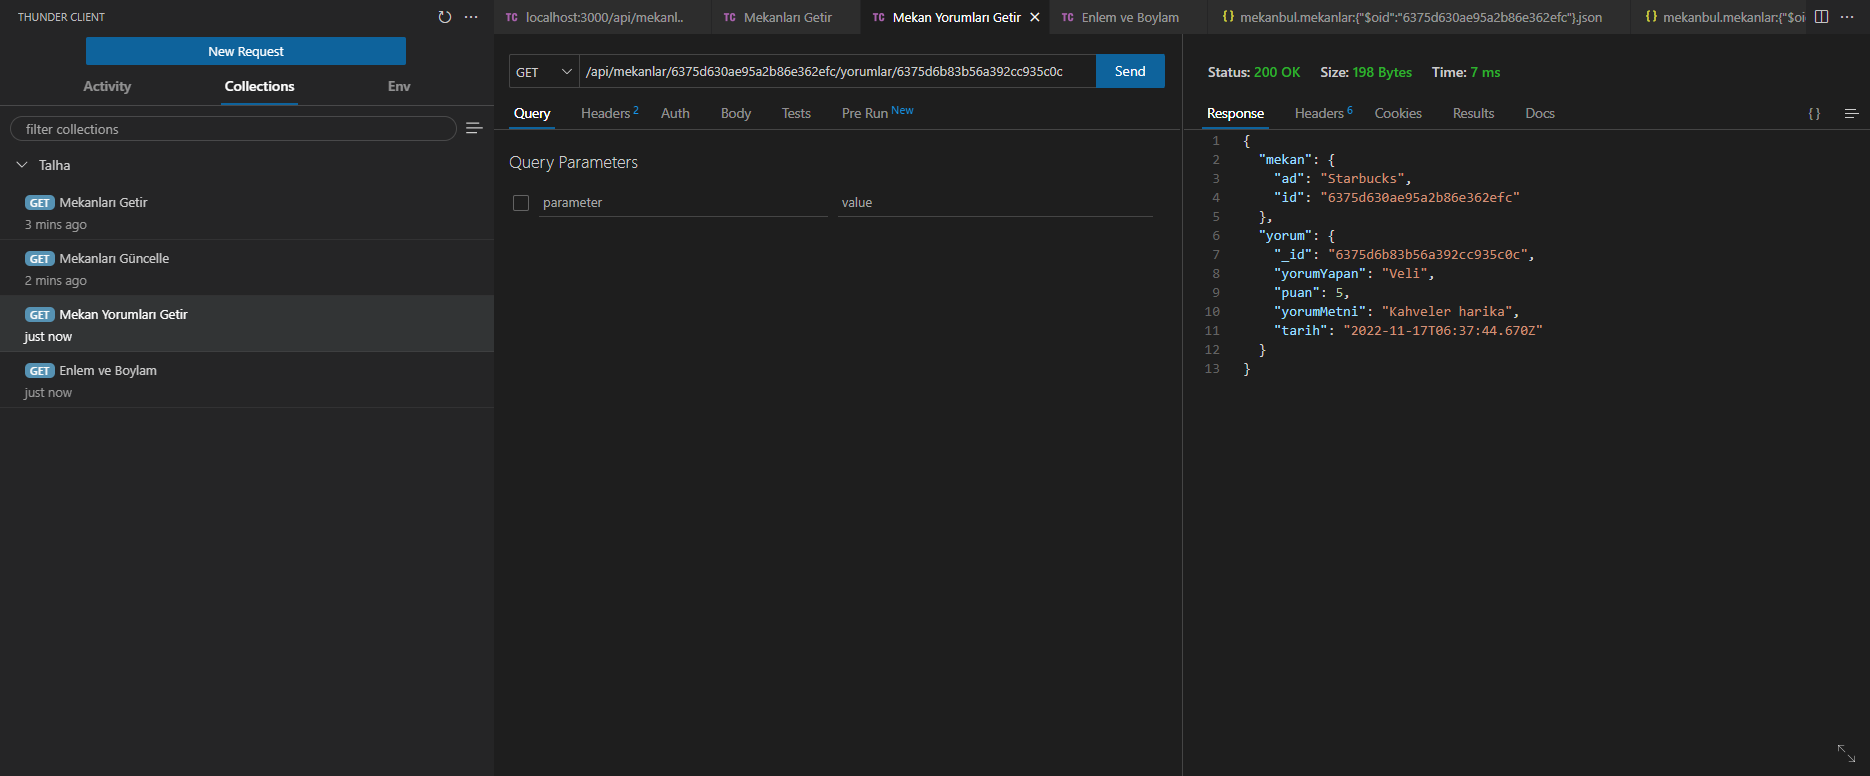 THUNDER CLIENT
New Request
Activity Collections Env
filter collections
Talha
GET Mekanları Getir
3 mins ago
GET Mekanları Güncelle
2 mins ago
GET Mekan Yorumları Getir
just now
GET Enlem ve Boylam
just now
TC localhost:3000/api/mekanl..
TC Mekanları Getir
TC Mekan Yorumları Getir
TC Enlem ve Boylam
{} mekanbul.mekanlar:{"$oid":"6375d630ae95a2b86e362efc"}.json
{} mekanbul.mekanlar:{"$oi
GET /api/mekanlar/6375d630ae95a2b86e362efc/yorumlar/6375d6b83b56a392cc935c0c Send
Query Headers 2 Auth Body Tests Pre Run New
Query Parameters
parameter value
Status: 200 OK Size: 198 Bytes Time: 7 ms
Response Headers 6 Cookies Results Docs {}
1 {
2 "mekan": {
3 "ad": "Starbucks",
4 "id": "6375d630ae95a2b86e362efc"
5 },
6 "yorum": {
7 "_id": "6375d6b83b56a392cc935c0c",
8 "yorumYapan": "Veli",
9 "puan": 5,
10 "yorumMetni": "Kahveler harika",
11 "tarih": "2022-11-17T06:37:44.670Z"
12 }
13 }